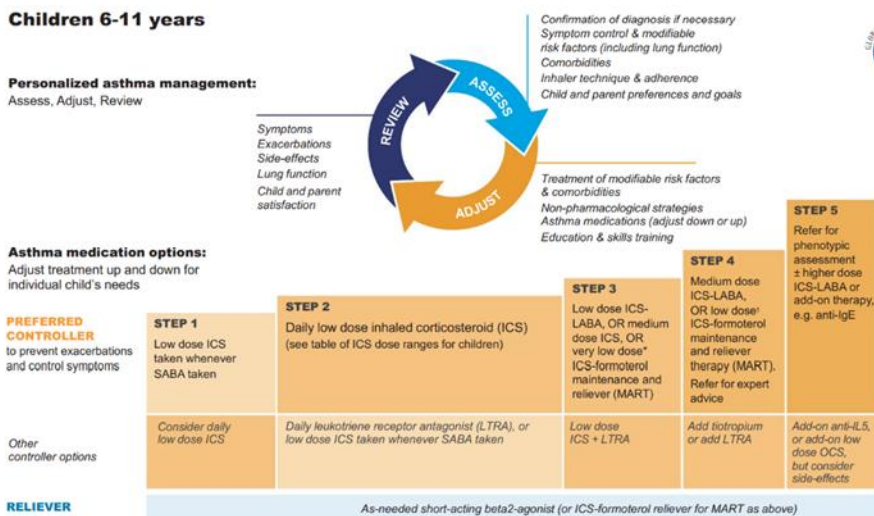 Children 6-11 years
Personalized asthma management:
Assess, Adjust, Review
Confirmation of diagnosis if necessary
Symptom control & modifiable
risk factors (including lung function)
Comorbidities
Inhaler technique & adherence
Child and parent preferences and goals
REVIEW
ASSESS
ADJUST
Symptoms
Exacerbations
Side-effects
Lung function
Child and parent
satisfaction
Treatment of modifiable risk factors
& comorbidities
Non-pharmacological strategies
Asthma medications (adjust down or up)
Education & skills training
Asthma medication options:
Adjust treatment up and down for
individual child's needs
PREFERRED
CONTROLLER
to prevent exacerbations
and control symptoms
STEP 1
Low dose ICS
taken whenever
SABA taken
STEP 2
Daily low dose inhaled corticosteroid (ICS)
(see table of ICS dose ranges for children)
STEP 3
Low dose ICS-
LABA, OR medium
dose ICS, OR
very low dose*
ICS-formoterol
maintenance and
reliever (MART)
STEP 4
Medium dose
ICS-LABA,
OR low dose†
ICS-formoterol
maintenance
and reliever
therapy (MART).
Refer for expert
advice
STEP 5
Refer for
phenotypic
assessment
± higher dose
ICS-LABA or
add-on therapy,
e.g. anti-IgE
Other
controller options
Consider daily
low dose ICS
Daily leukotriene receptor antagonist (LTRA), or
low dose ICS taken whenever SABA taken
Low dose
ICS + LTRA
Add tiotropium
or add LTRA
Add-on anti-IL5,
or add-on low
dose OCS,
but consider
side-effects
RELIEVER
As-needed short-acting beta2-agonist (or ICS-formoterol reliever for MART as above)